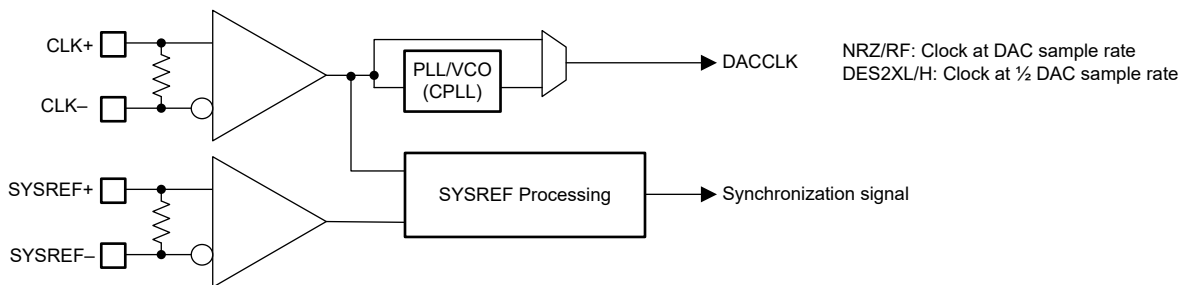 CLK+
CLK–
PLL/VCO
(CPLL)
DACCLK
NRZ/RF: Clock at DAC sample rate
DES2XL/H: Clock at ½ DAC sample rate
SYSREF+
SYSREF–
SYSREF Processing
Synchronization signal